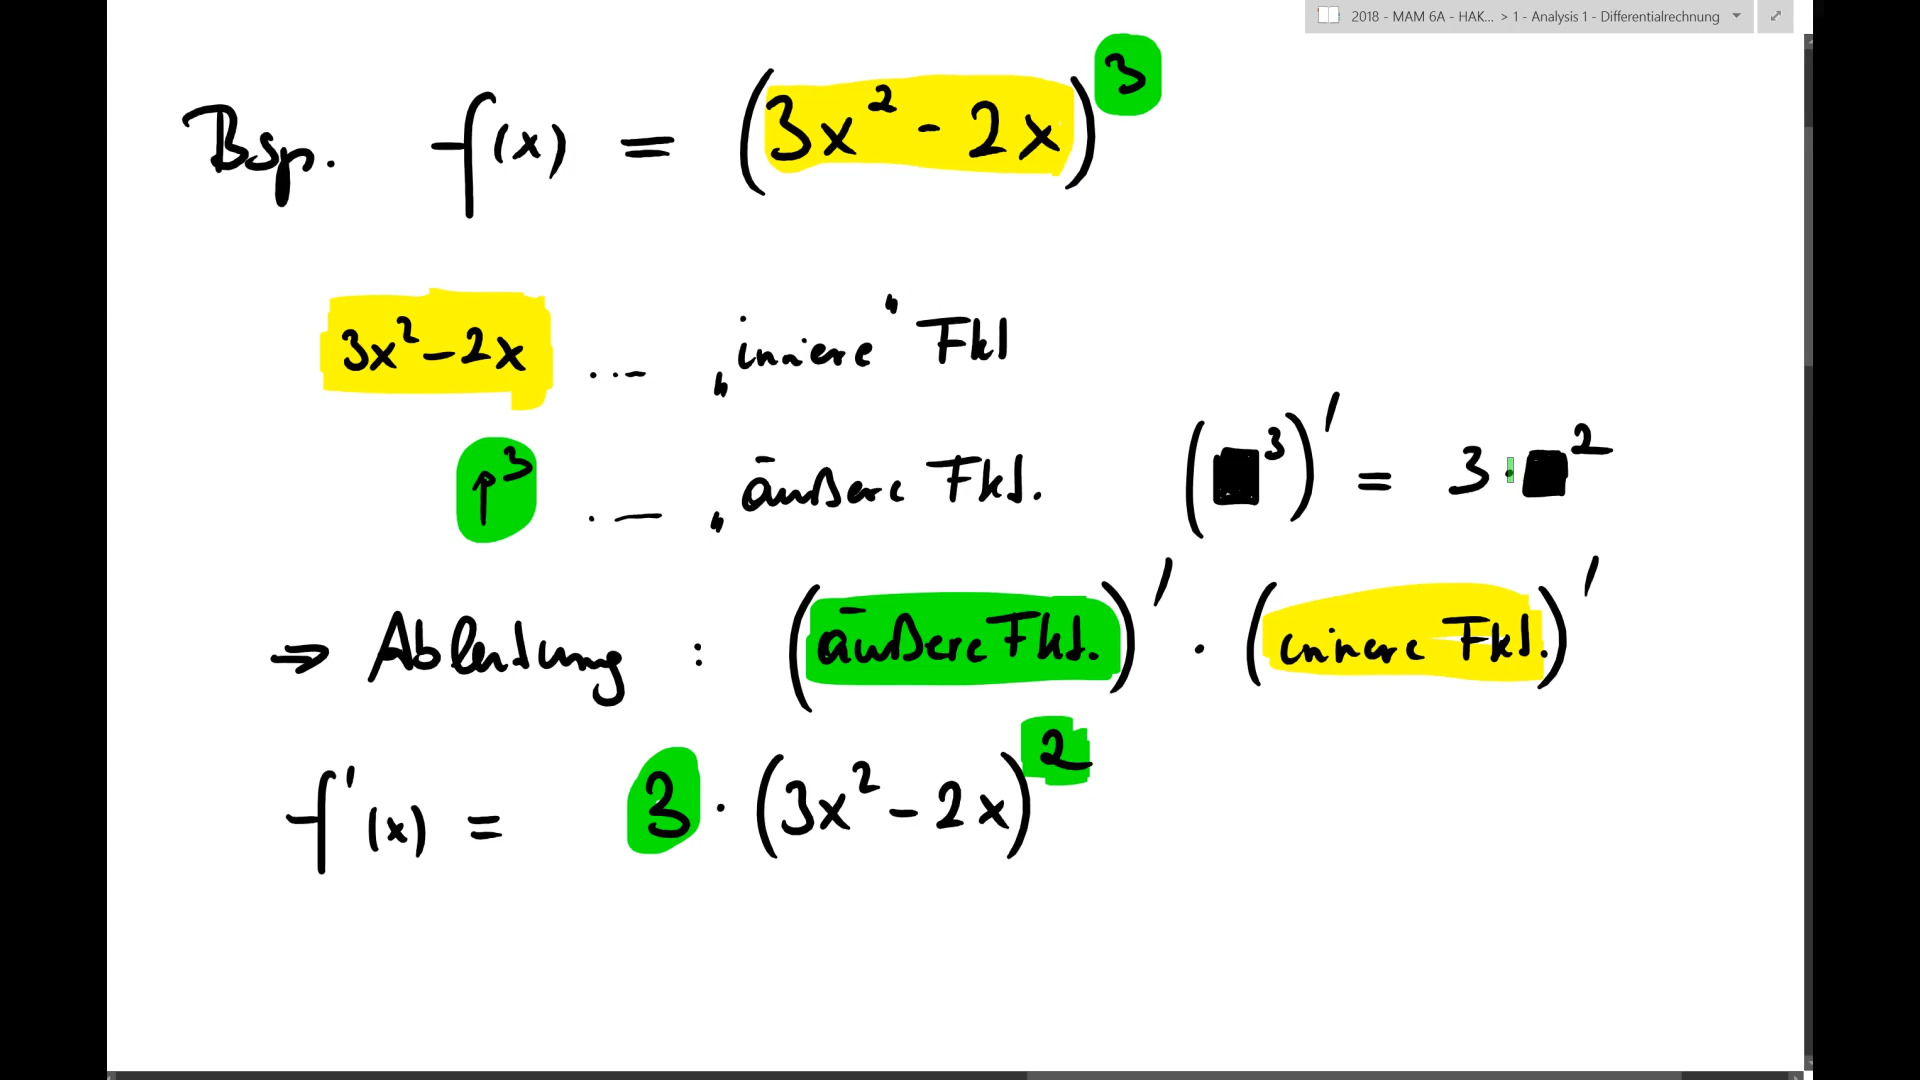 2018 - MAM 6A - HAK... > 1 - Analysis 1 - Differentialrechnung
Bsp. f(x) = (3x² - 2x)³
3x² - 2x ... „innere“ Fkt
↑³ ... „äußere Fkt. (■³)' = 3·■²
⇒ Ableitung : (äußere Fkt.)' · (innere Fkt.)'
f'(x) = 3 · (3x² - 2x)²